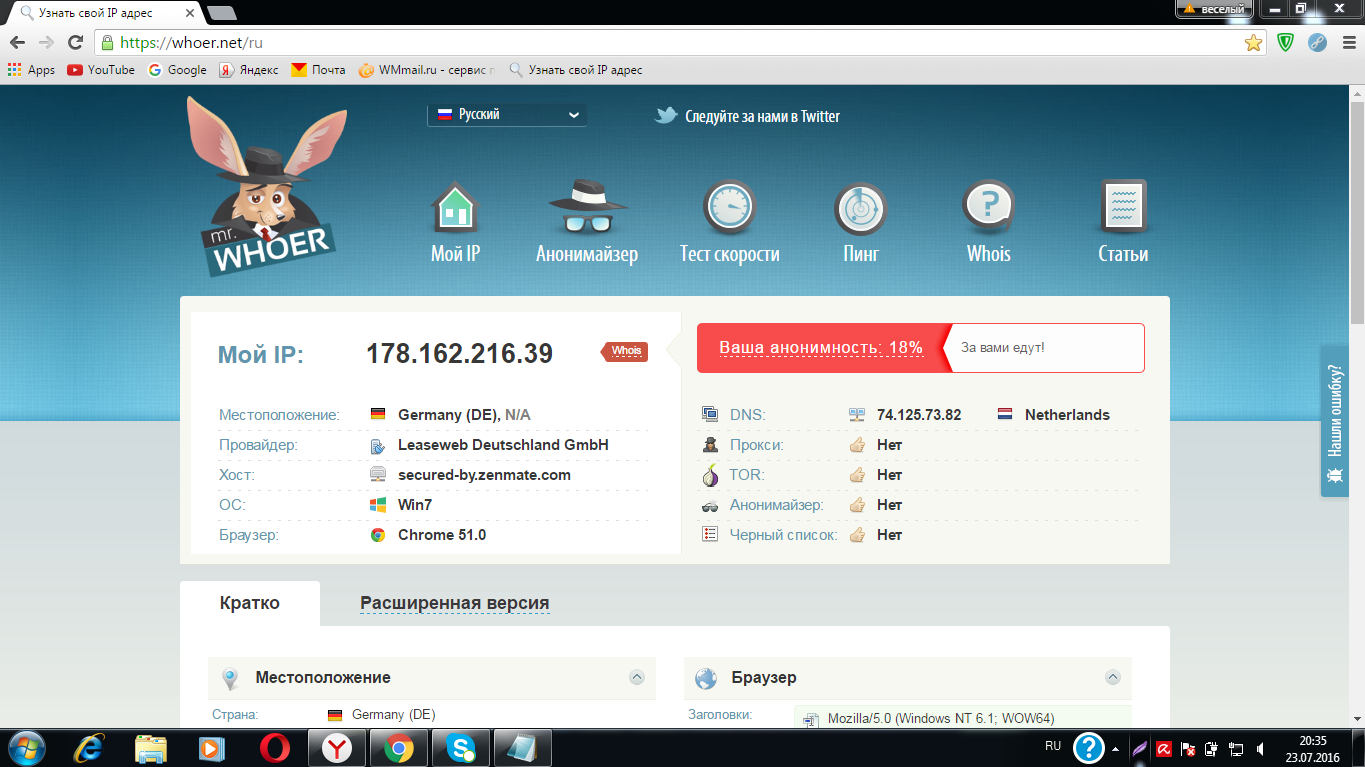 Узнать свой IP адрес
веселый
https://whoer.net/ru
Apps YouTube Google Яндекс Почта WMmail.ru - сервис Узнать свой IP адрес
Русский
Следуйте за нами в Twitter
mr.
WHOER
Мой IP Анонимайзер Тест скорости Пинг Whois Статьи
Мой IP: 178.162.216.39 Whois
Ваша анонимность: 18% За вами едут!
Местоположение: Germany (DE), N/A
Провайдер: Leaseweb Deutschland GmbH
Хост: secured-by.zenmate.com
ОС: Win7
Браузер: Chrome 51.0
DNS: 74.125.73.82 Netherlands
Прокси: Нет
TOR: Нет
Анонимайзер: Нет
Черный список: Нет
Нашли ошибку?
Кратко Расширенная версия
Местоположение
Страна: Germany (DE)
Браузер
Заголовки: Mozilla/5.0 (Windows NT 6.1; WOW64)
RU
20:35
23.07.2016